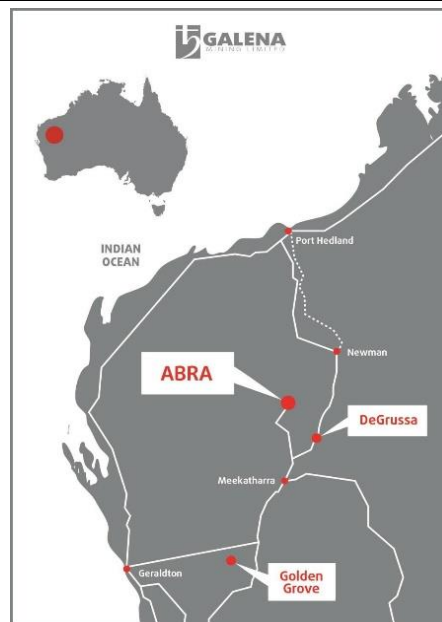 GALENA
MINING LIMITED
INDIAN
OCEAN
Port Hedland
Newman
ABRA
DeGrussa
Meekatharra
Geraldton
Golden
Grove